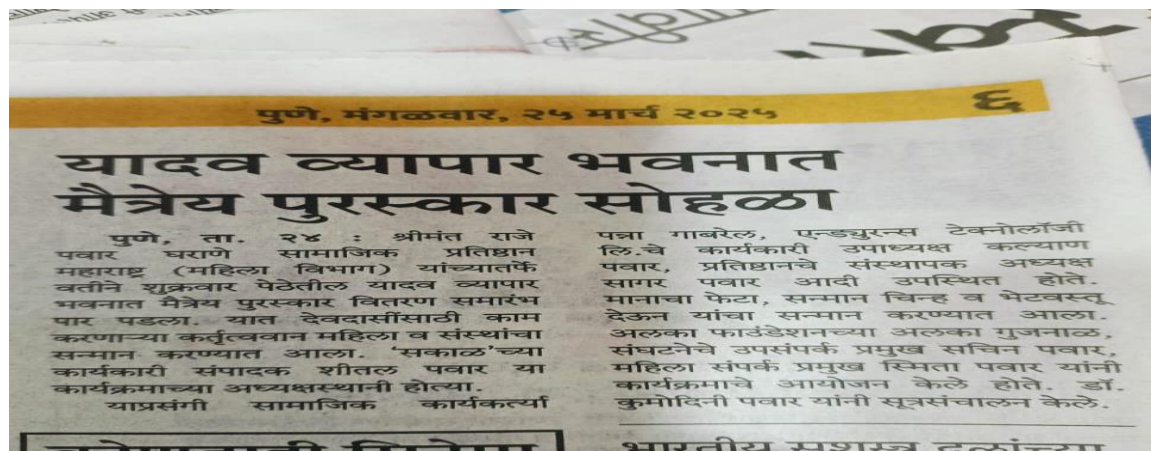 पुणे, मंगळवार, २५ मार्च २०२५
६
यादव व्यापार भवनात
मैत्रेय पुरस्कार सोहळा
पुणे, ता. २४ : श्रीमंत राजे
पवार घराणे सामाजिक प्रतिष्ठान
महाराष्ट्र (महिला विभाग) यांच्यातर्फे
वतीने शुक्रवार पेठेतील यादव व्यापार
भवनात मैत्रेय पुरस्कार वितरण समारंभ
पार पडला. यात देवदासींसाठी काम
करणाऱ्या कर्तृत्ववान महिला व संस्थांचा
सन्मान करण्यात आला. ‘सकाळ’च्या
कार्यकारी संपादक शीतल पवार या
कार्यक्रमाच्या अध्यक्षस्थानी होत्या.
याप्रसंगी सामाजिक कार्यकर्त्या
पन्ना गाबरेल, एन्ड्युरन्स टेक्नोलॉजी
लि.चे कार्यकारी उपाध्यक्ष कल्याण
पवार, प्रतिष्ठानचे संस्थापक अध्यक्ष
सागर पवार आदी उपस्थित होते.
मानाचा फेटा, सन्मान चिन्ह व भेटवस्तू
देऊन यांचा सन्मान करण्यात आला.
अलका फाउंडेशनच्या अलका गुजनाळ,
संघटनेचे उपसंपर्क प्रमुख सचिन पवार,
महिला संपर्क प्रमुख स्मिता पवार यांनी
कार्यक्रमाचे आयोजन केले होते. डॉ.
कुमोदिनी पवार यांनी सूत्रसंचालन केले.
भारतीय सशस्त्र दलांच्या